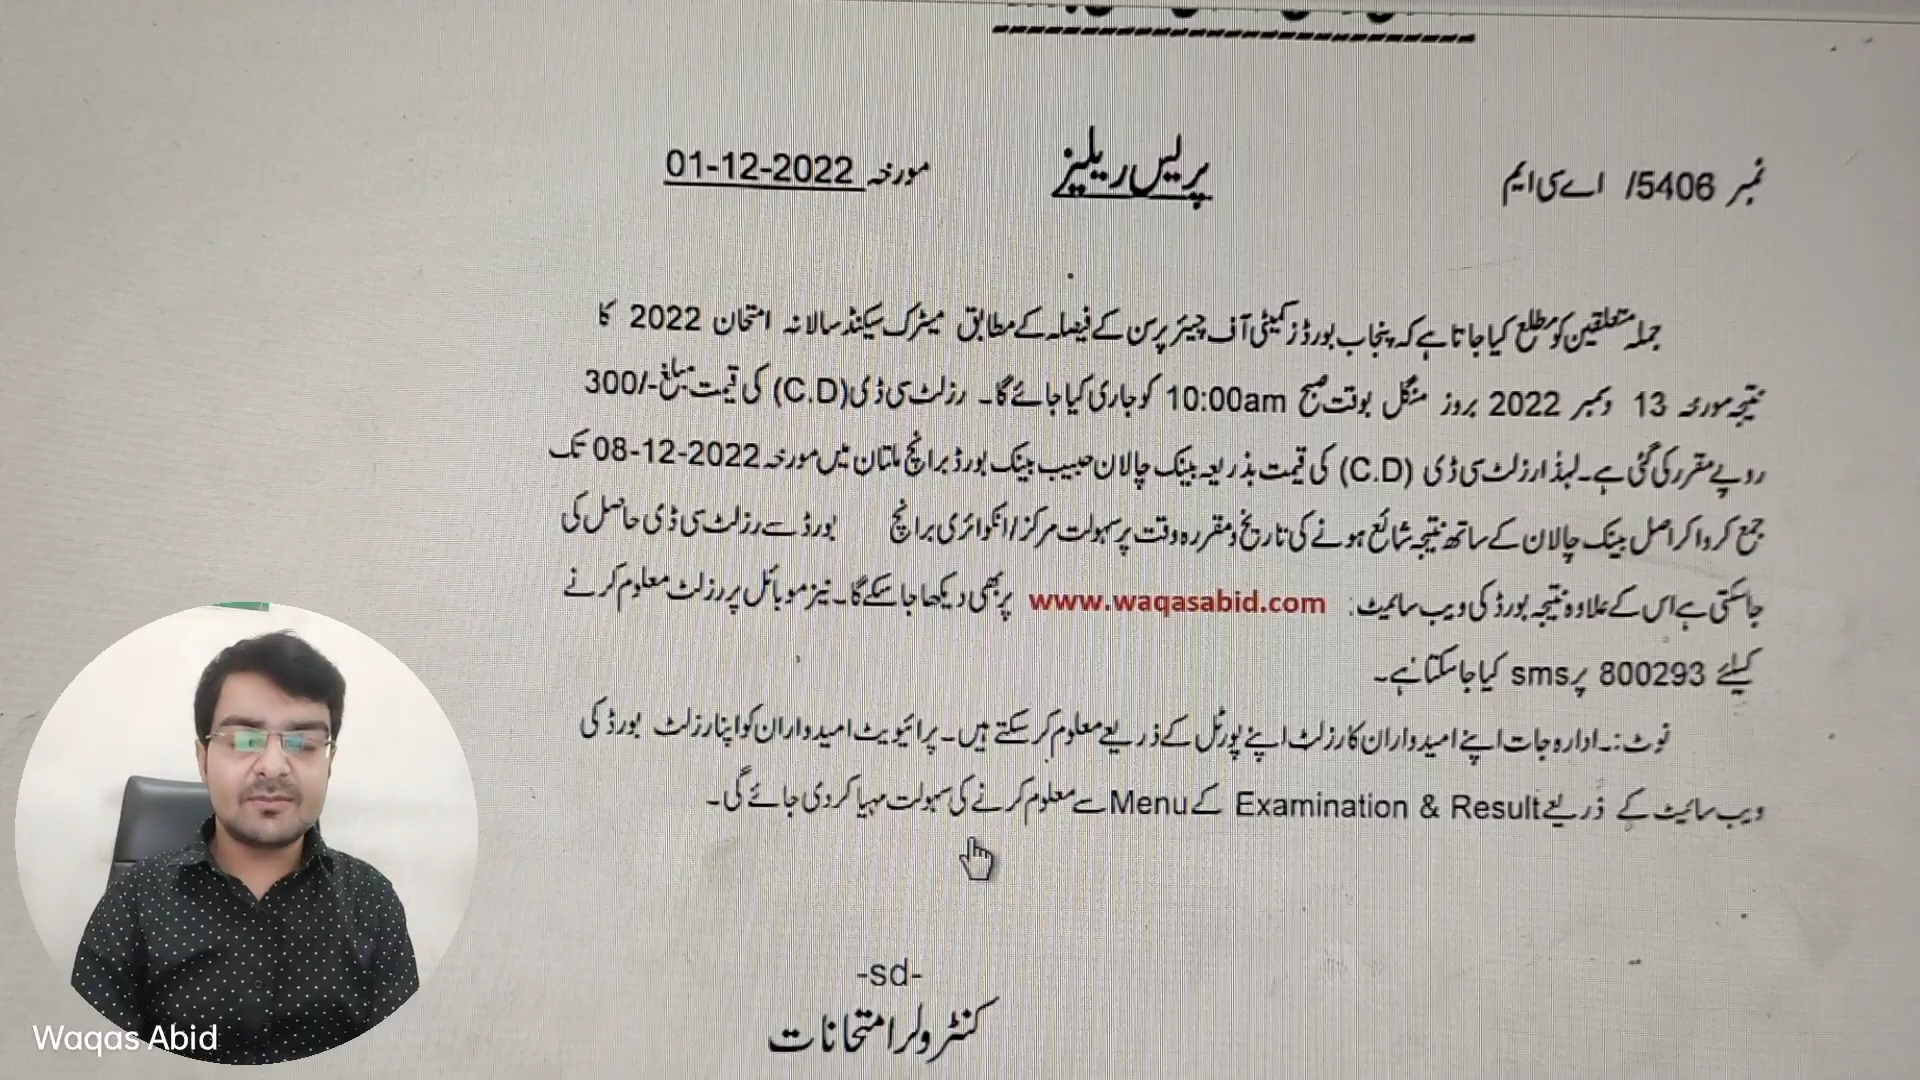 نمبر 5406/ اے سی ایم پریس ریلیز مورخہ 01-12-2022
جملہ متعلقین کو مطلع کیا جاتا ہے کہ پنجاب بورڈز کمیٹی آف چیئر پرسن کے فیصلہ کے مطابق میٹرک سیکنڈ سالانہ امتحان 2022 کا
نتیجہ مورخہ 13 دسمبر 2022 بروز منگل بوقت صبح 10:00am کو جاری کیا جائے گا۔ رزلٹ سی ڈی (C.D) کی قیمت مبلغ -/300
روپے مقرر کی گئی ہے۔ لہذا رزلٹ سی ڈی (C.D) کی قیمت بذریعہ بینک چالان حبیب بینک بورڈ برانچ ملتان میں مورخہ 08-12-2022 تک
جمع کروا کر اصل بینک چالان کے ساتھ نتیجہ شائع ہونے کی تاریخ و مقررہ وقت پر سہولت مرکز/انکوائری برانچ بورڈ سے رزلٹ سی ڈی حاصل کی
جا سکتی ہے اس کے علاوہ نتیجہ بورڈ کی ویب سائیٹ: www.waqasabid.com پر بھی دیکھا جا سکے گا۔ نیز موبائل پر رزلٹ معلوم کرنے
کیلئے 800293 پر sms کیا جا سکتا ہے۔
نوٹ:۔ ادارہ جات اپنے امیدواران کا رزلٹ اپنے پورٹل کے ذریعے معلوم کر سکتے ہیں۔ پرائیویٹ امیدواران کو اپنا رزلٹ بورڈ کی
ویب سائیٹ کے ذریعے Examination & Result کے Menu سے معلوم کرنے کی سہولت مہیا کر دی جائے گی۔
-sd-
کنٹرولر امتحانات
Waqas Abid